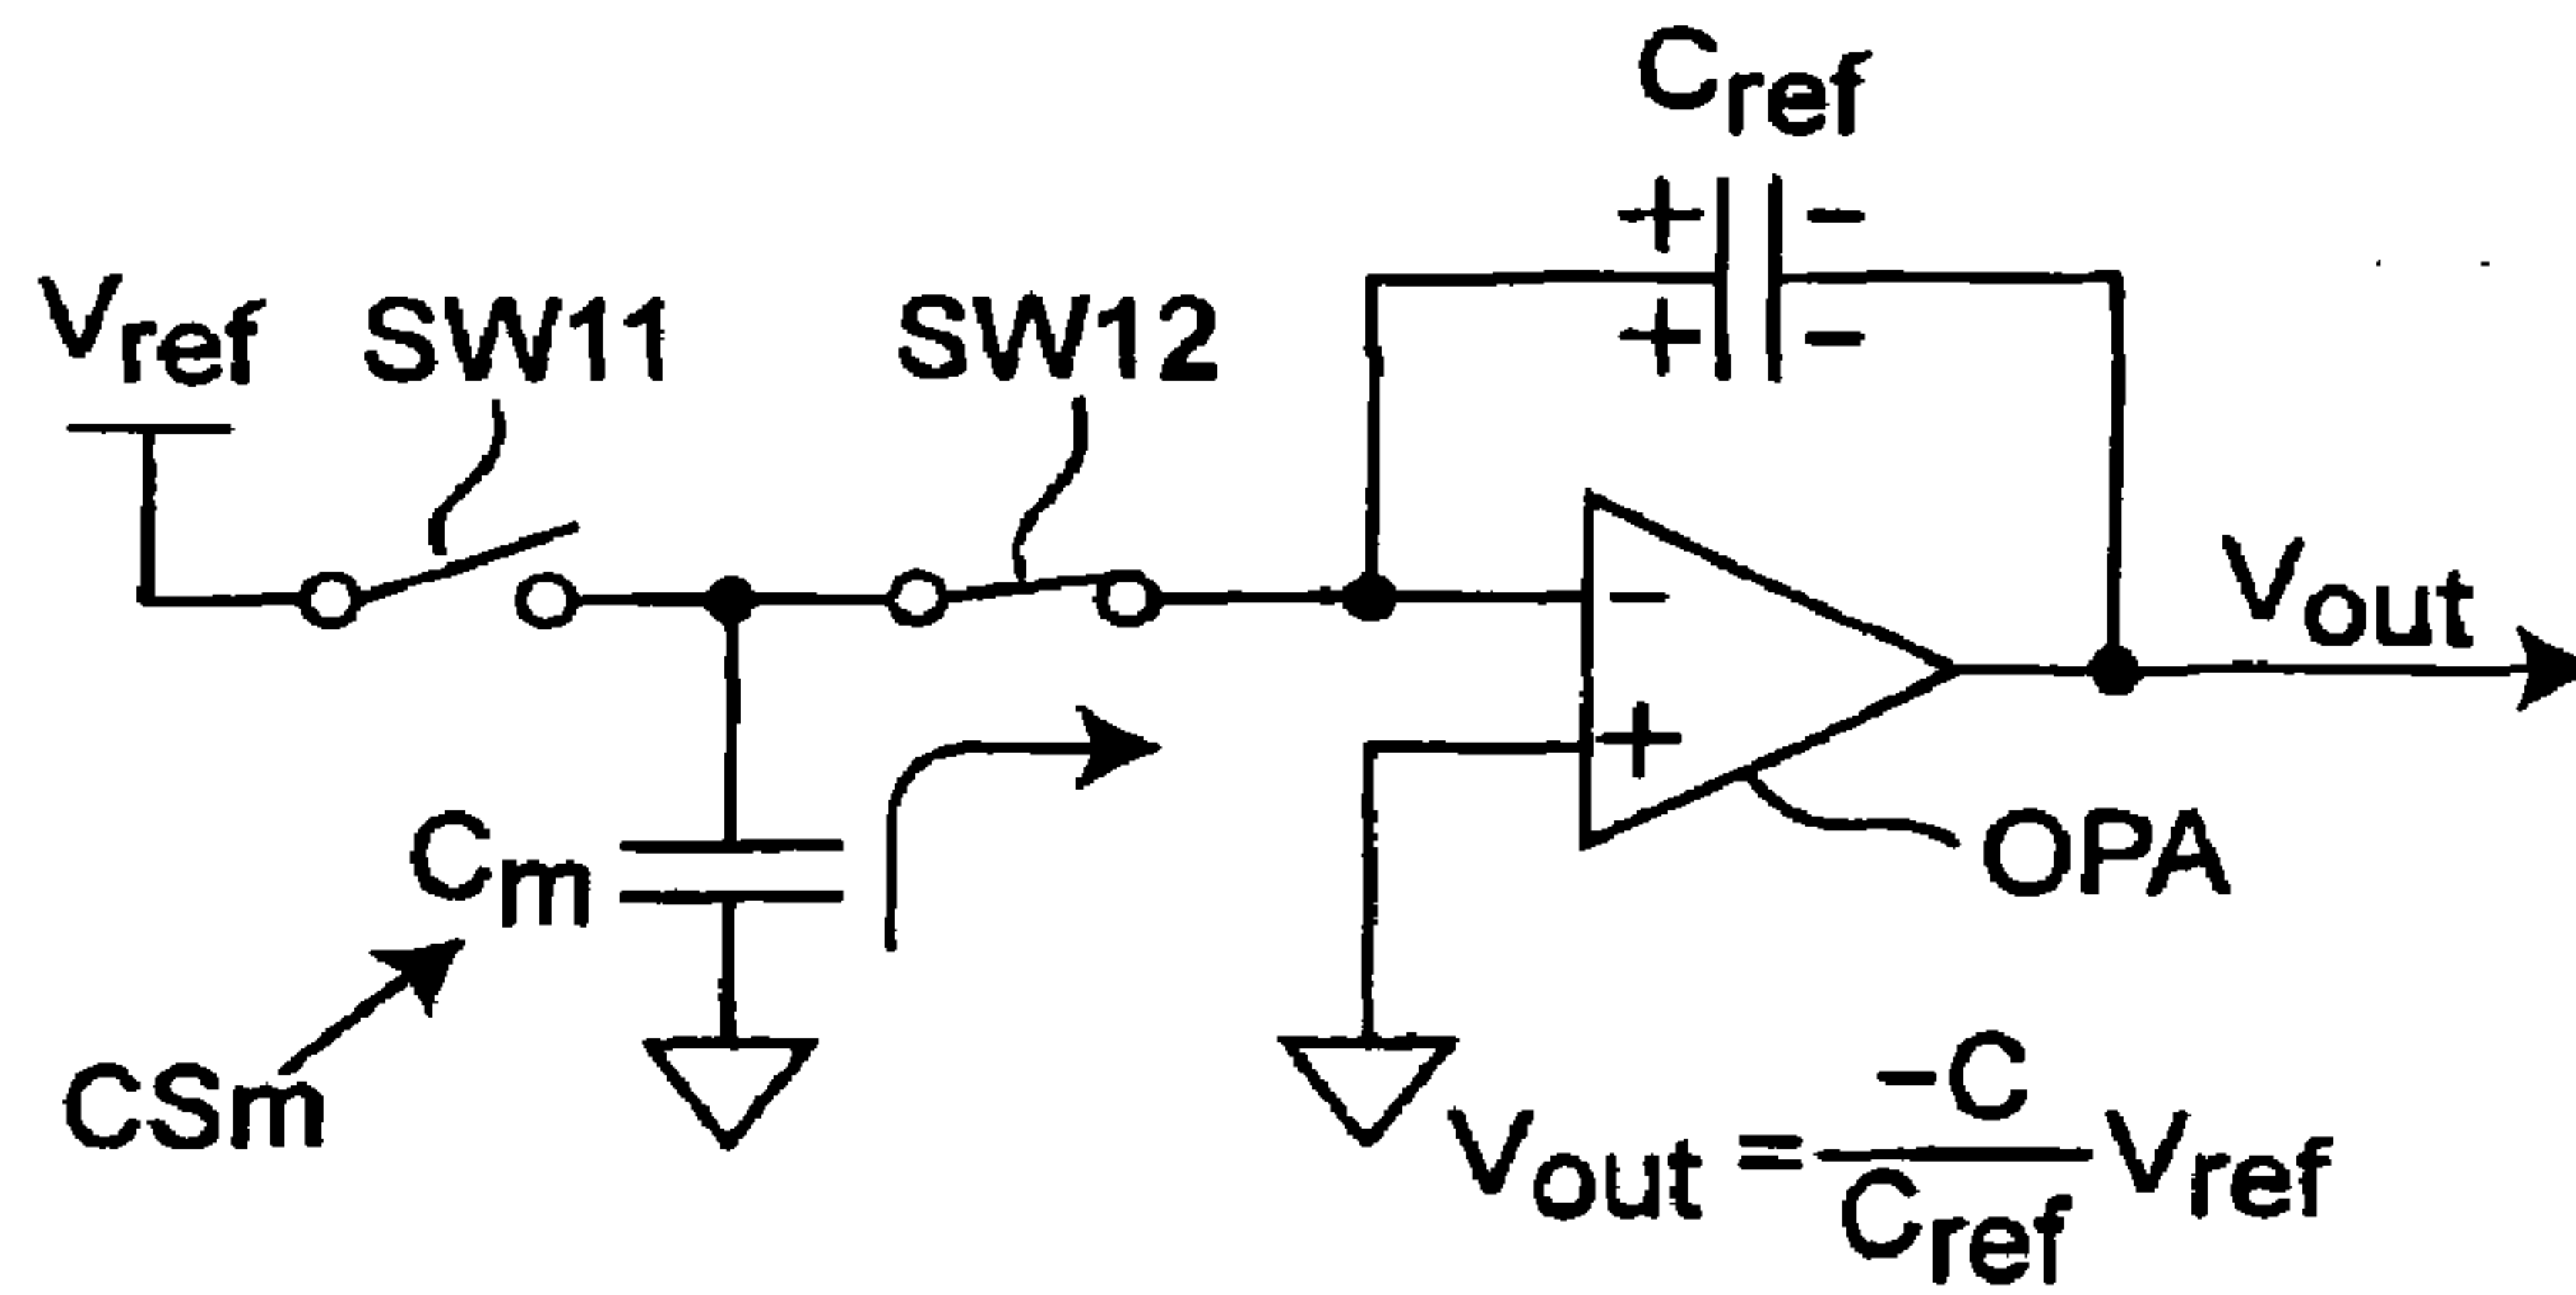 Cref
+ −
+ −
Vref SW11 SW12
Vout
−
+
Cm
OPA
CSm
Vout = −C/Cref Vref